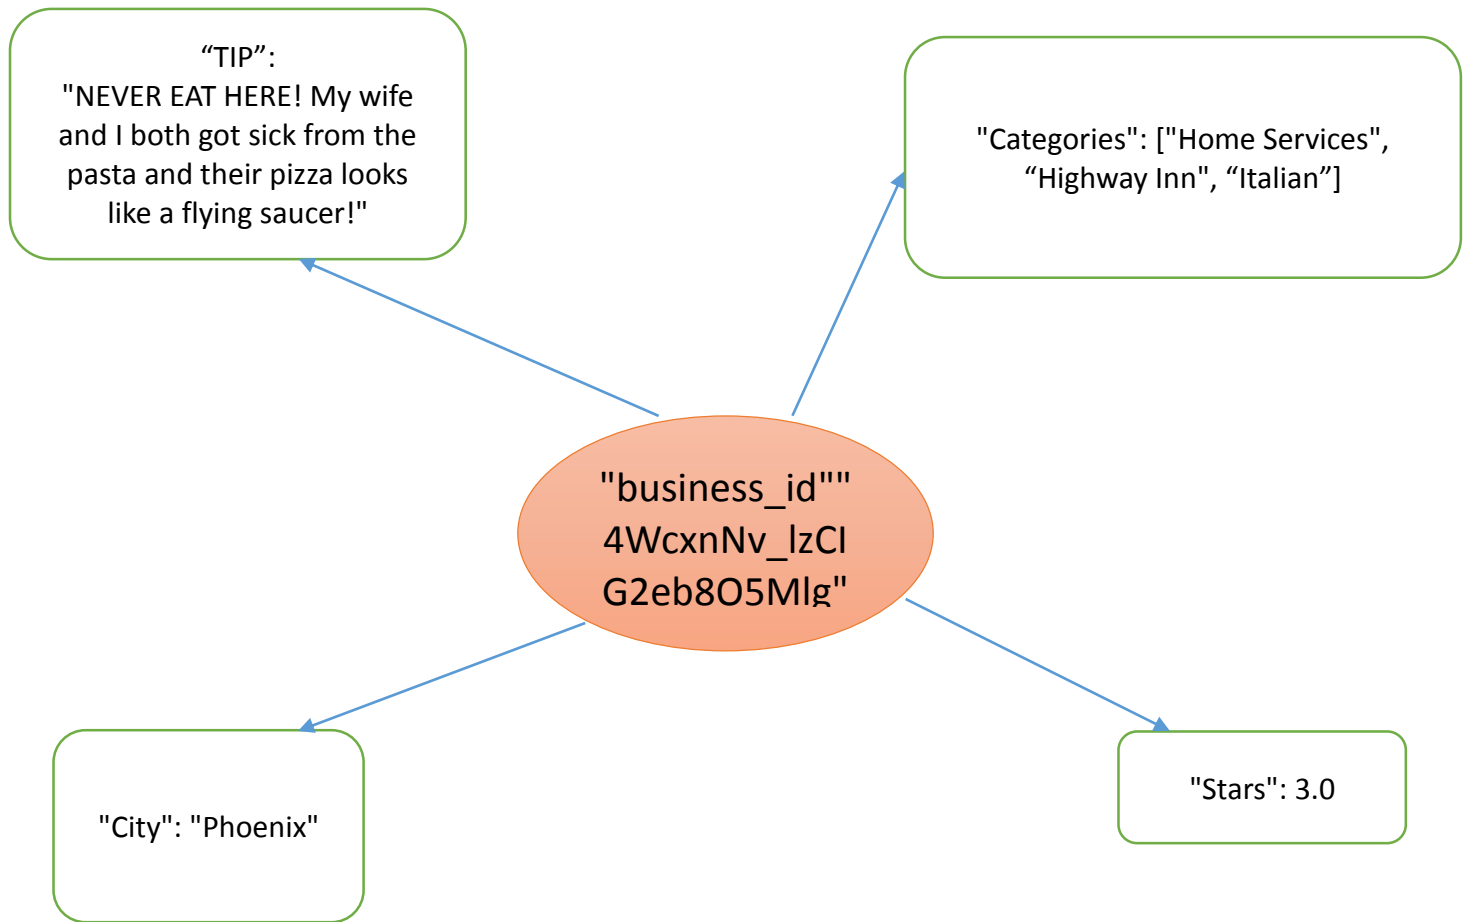 “TIP”:
"NEVER EAT HERE! My wife
and I both got sick from the
pasta and their pizza looks
like a flying saucer!"
"Categories": ["Home Services",
“Highway Inn", “Italian”]
"business_id""
4WcxnNv_lzCI
G2eb8O5Mlg"
"City": "Phoenix"
"Stars": 3.0